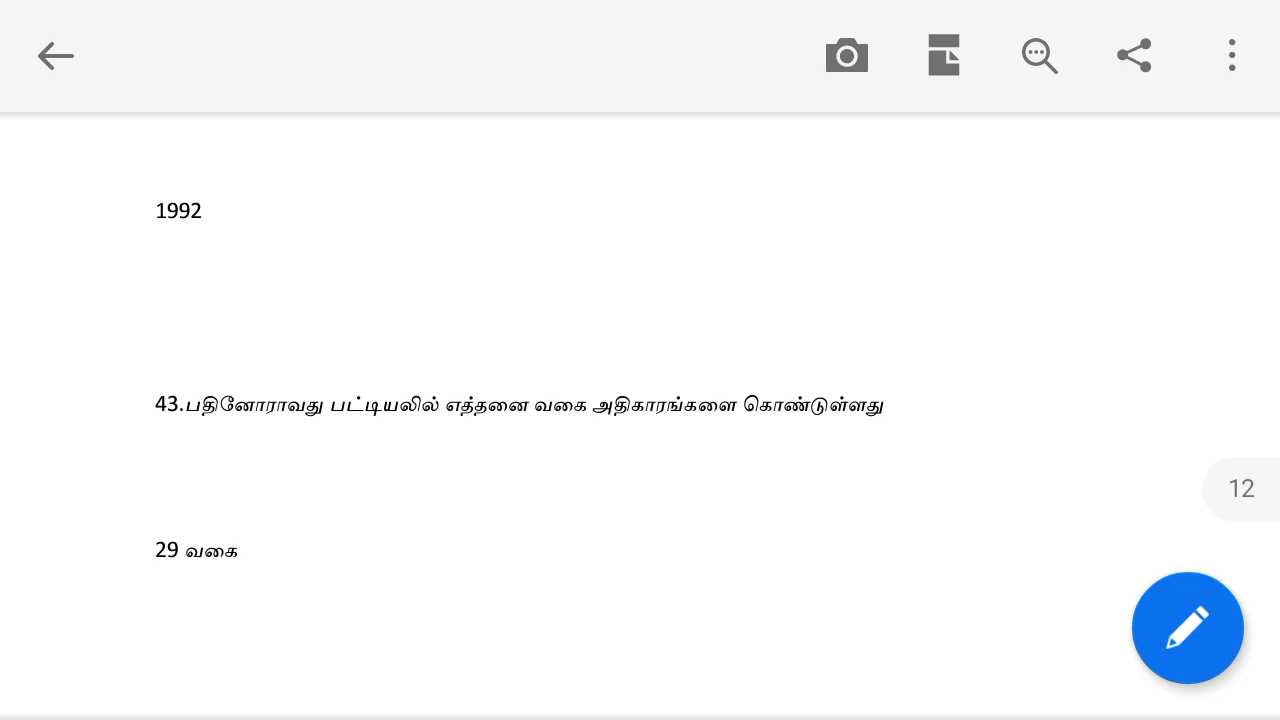 1992
43.பதினோராவது பட்டியலில் எத்தனை வகை அதிகாரங்களை கொண்டுள்ளது
12
29 வகை